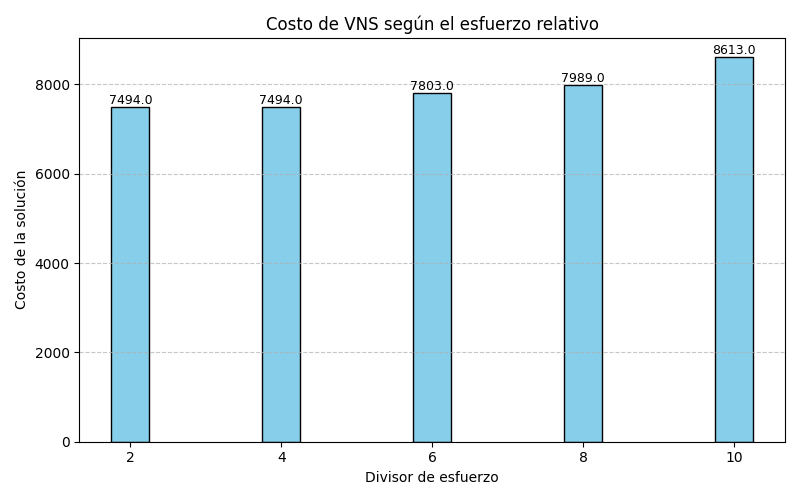 Costo de VNS según el esfuerzo relativo
Costo de la solución
8000
6000
4000
2000
0
7494.0
7494.0
7803.0
7989.0
8613.0
2 4 6 8 10
Divisor de esfuerzo